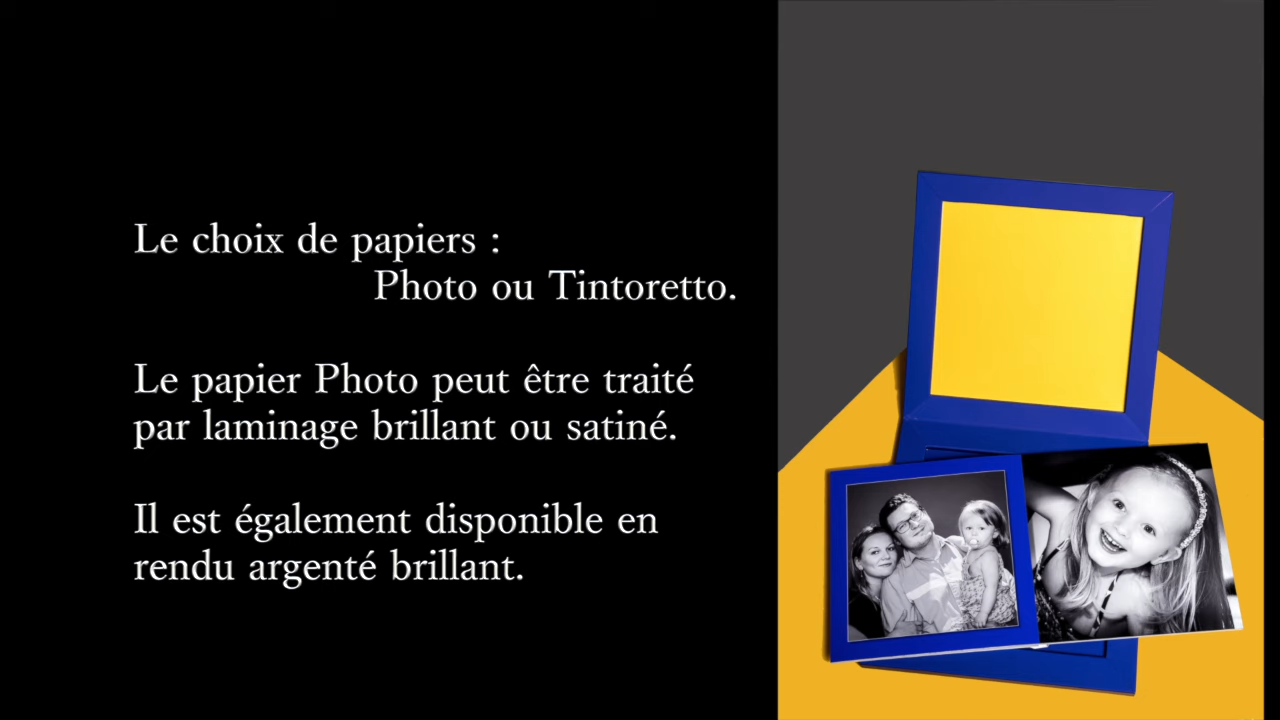 Le choix de papiers :
Photo ou Tintoretto.
Le papier Photo peut être traité
par laminage brillant ou satiné.
Il est également disponible en
rendu argenté brillant.